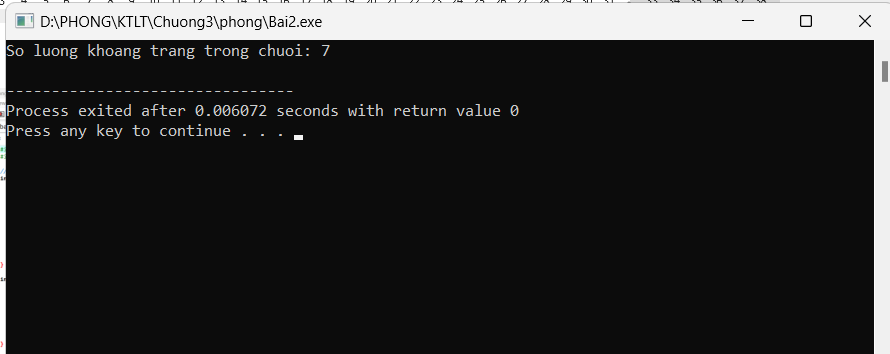 D:\PHONG\KTLT\Chuong3\phong\Bai2.exe
So luong khoang trang trong chuoi: 7
--------------------------------
Process exited after 0.006072 seconds with return value 0
Press any key to continue . . .